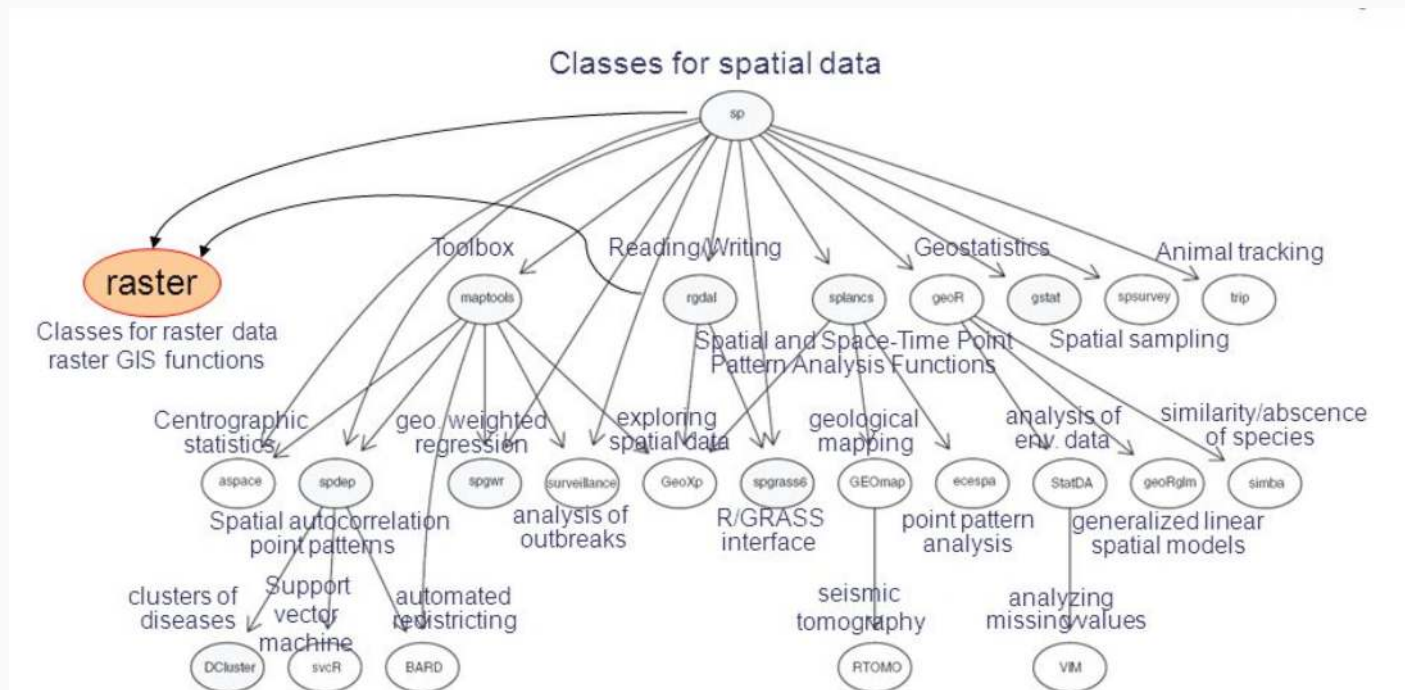 Classes for spatial data
sp
Toolbox
Reading/Writing
Geostatistics
Animal tracking
raster
maptools
rgdal
splancs
geoR
gstat
spsurvey
trip
Classes for raster data
raster GIS functions
Spatial and Space-Time Point
Pattern Analysis Functions
Spatial sampling
Centrographic
statistics
geo. weighted
regression
exploring
spatial data
geological
mapping
analysis of
env. data
similarity/abscence
of species
aspace
spdep
spgwr
surveillance
GeoXp
spgrass6
GEOmap
ecespa
StatDA
geoRglm
simba
Spatial autocorrelation
point patterns
analysis of
outbreaks
R/GRASS
interface
point pattern
analysis
generalized linear
spatial models
clusters of
diseases
Support
vector
machine
automated
redistricting
seismic
tomography
analyzing
missing values
DCluster
svcR
BARD
RTOMO
VIM